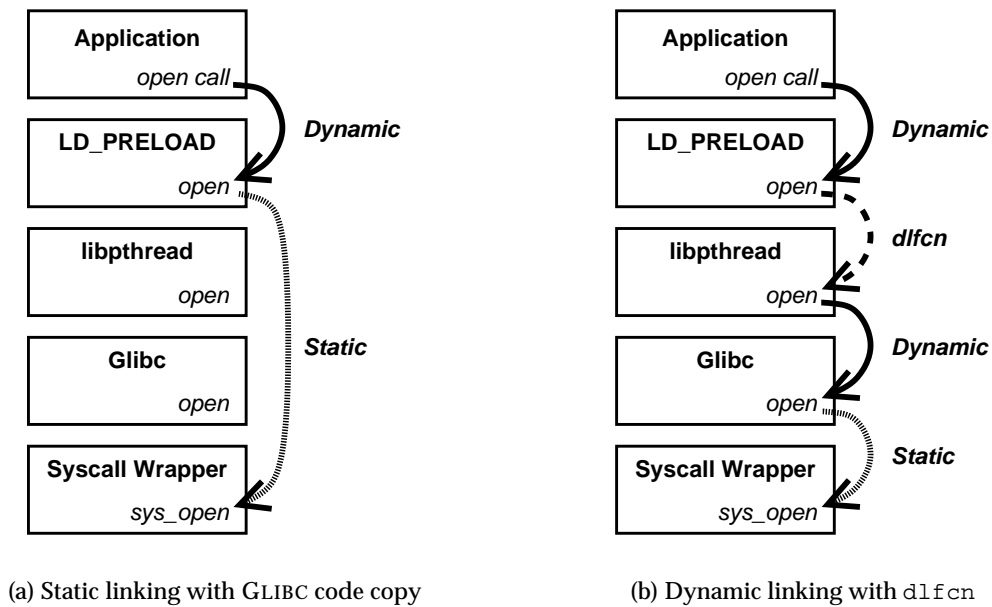 Application
open call
Dynamic
LD_PRELOAD
open
libpthread
open
Static
Glibc
open
Syscall Wrapper
sys_open
(a) Static linking with GLIBC code copy
Application
open call
Dynamic
LD_PRELOAD
open
dlfcn
libpthread
open
Dynamic
Glibc
open
Static
Syscall Wrapper
sys_open
(b) Dynamic linking with dlfcn